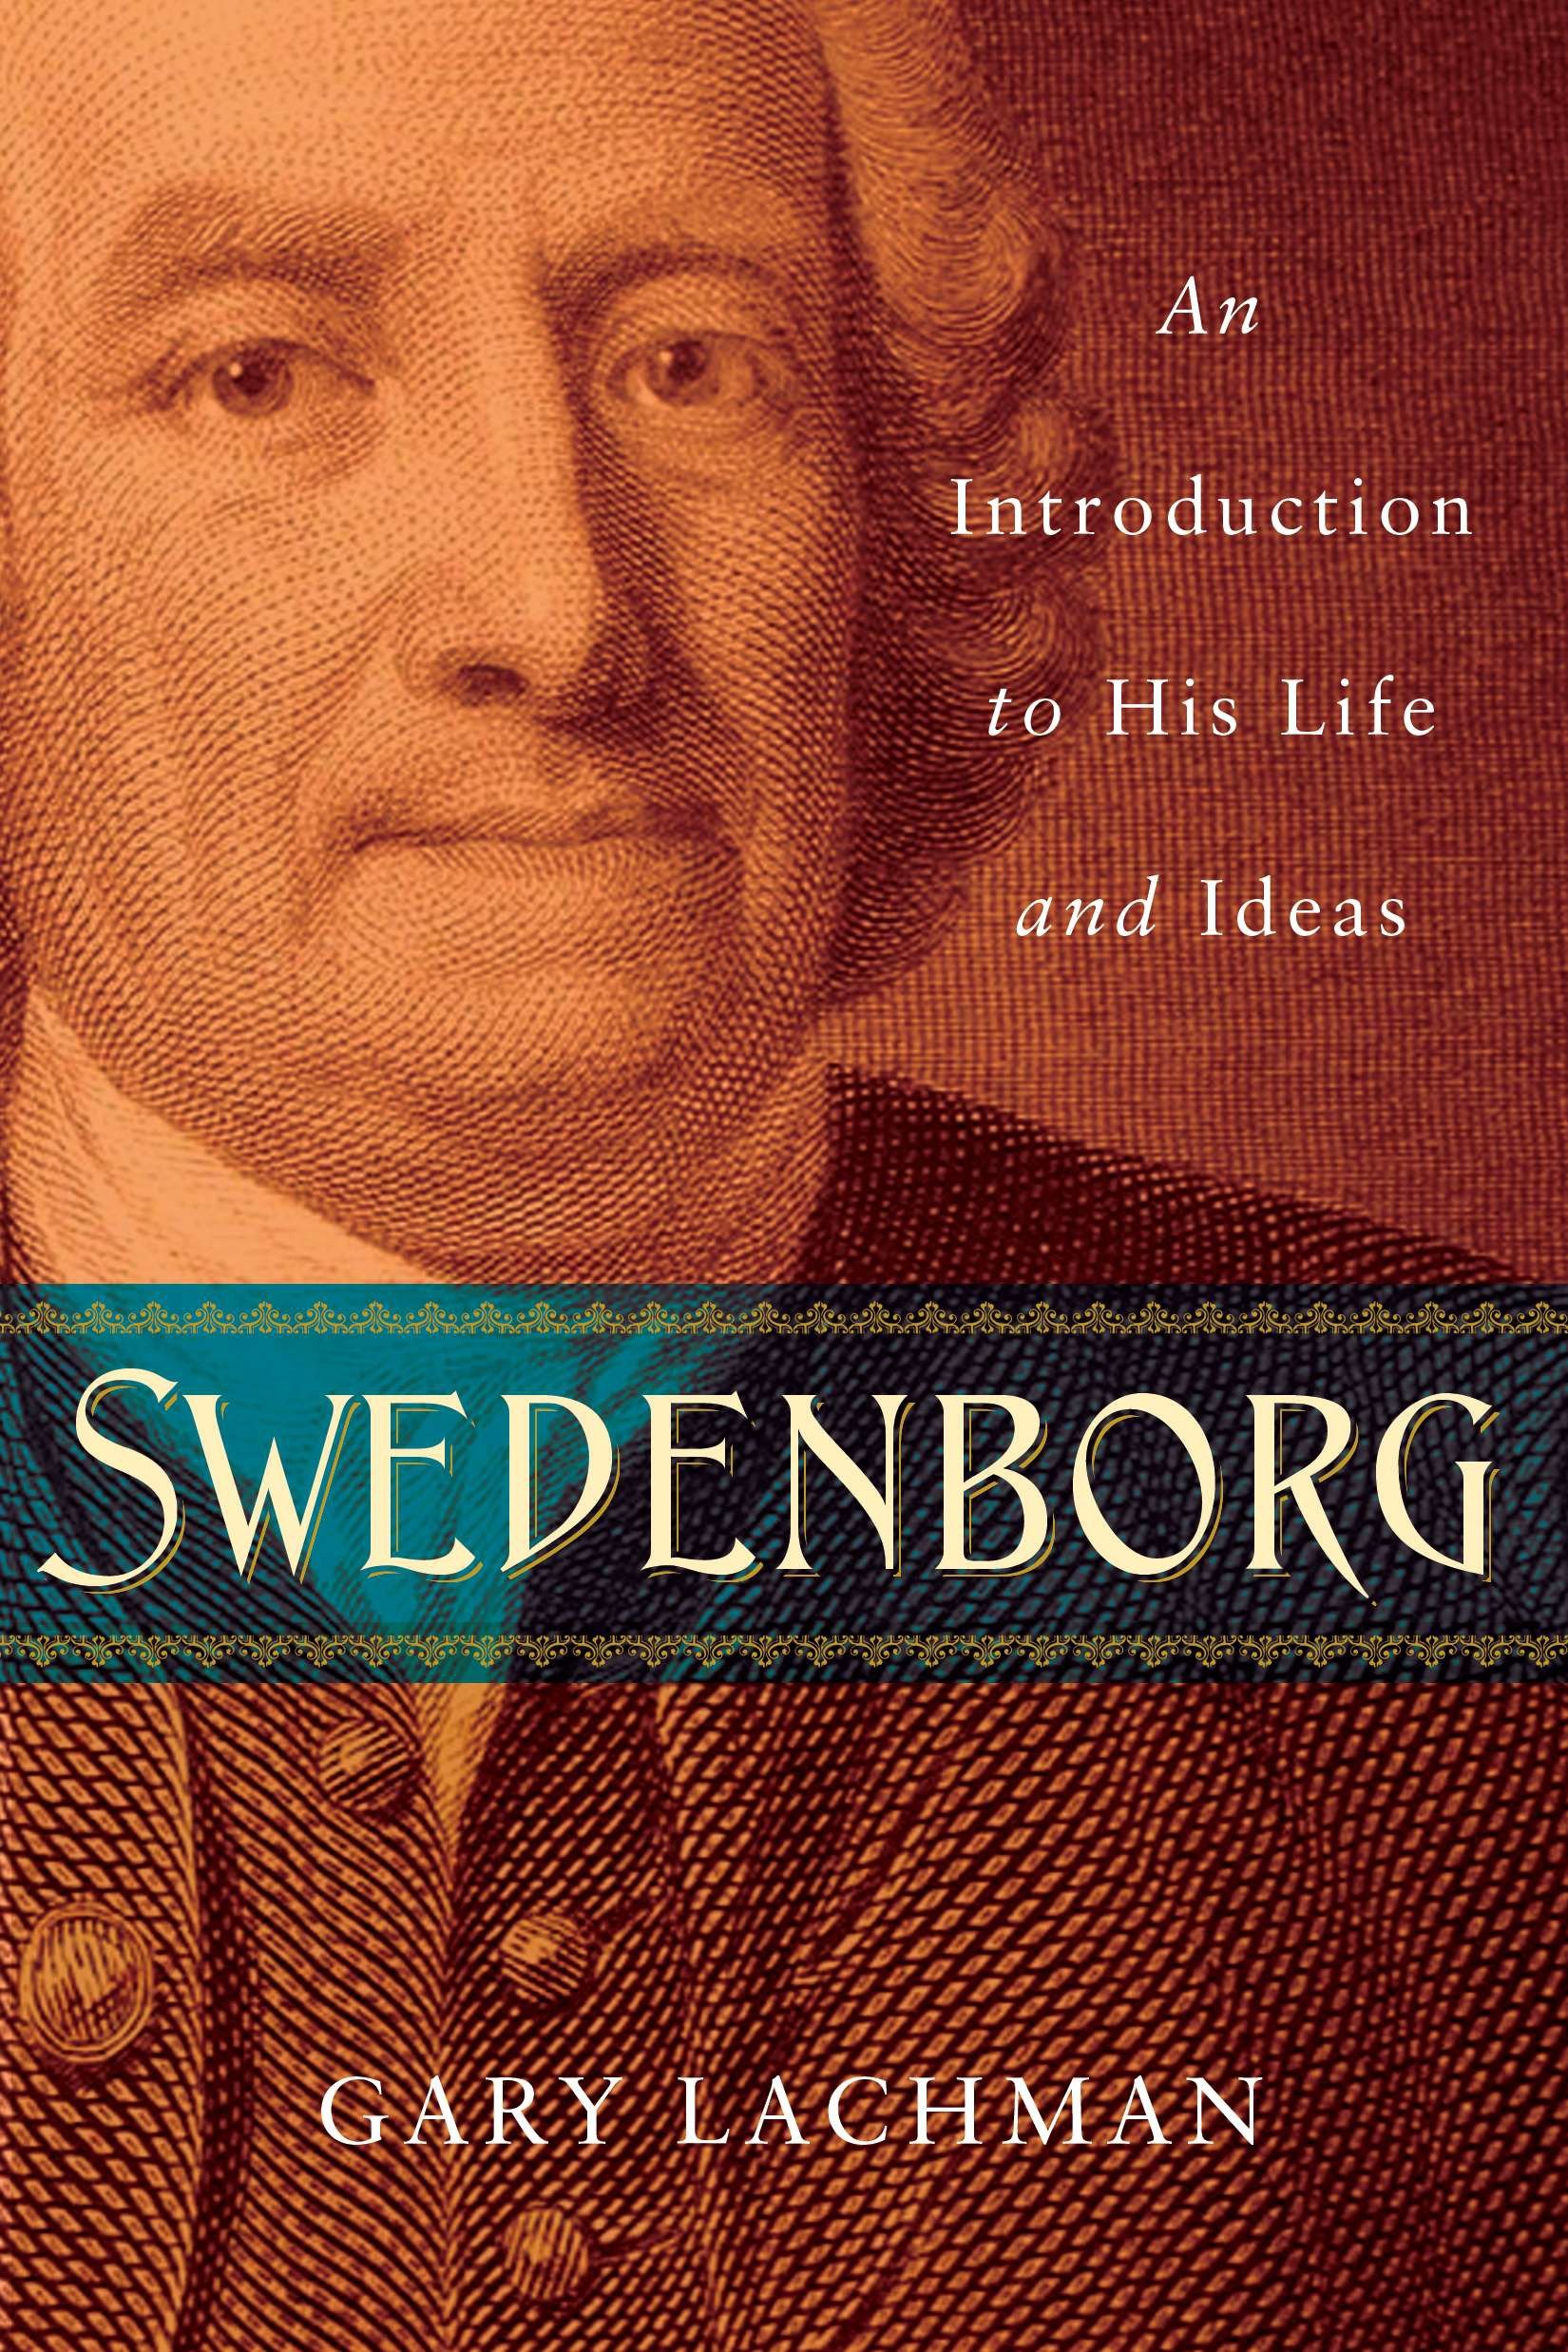 An
Introduction
to His Life
and Ideas
SWEDENBORG
GARY LACHMAN